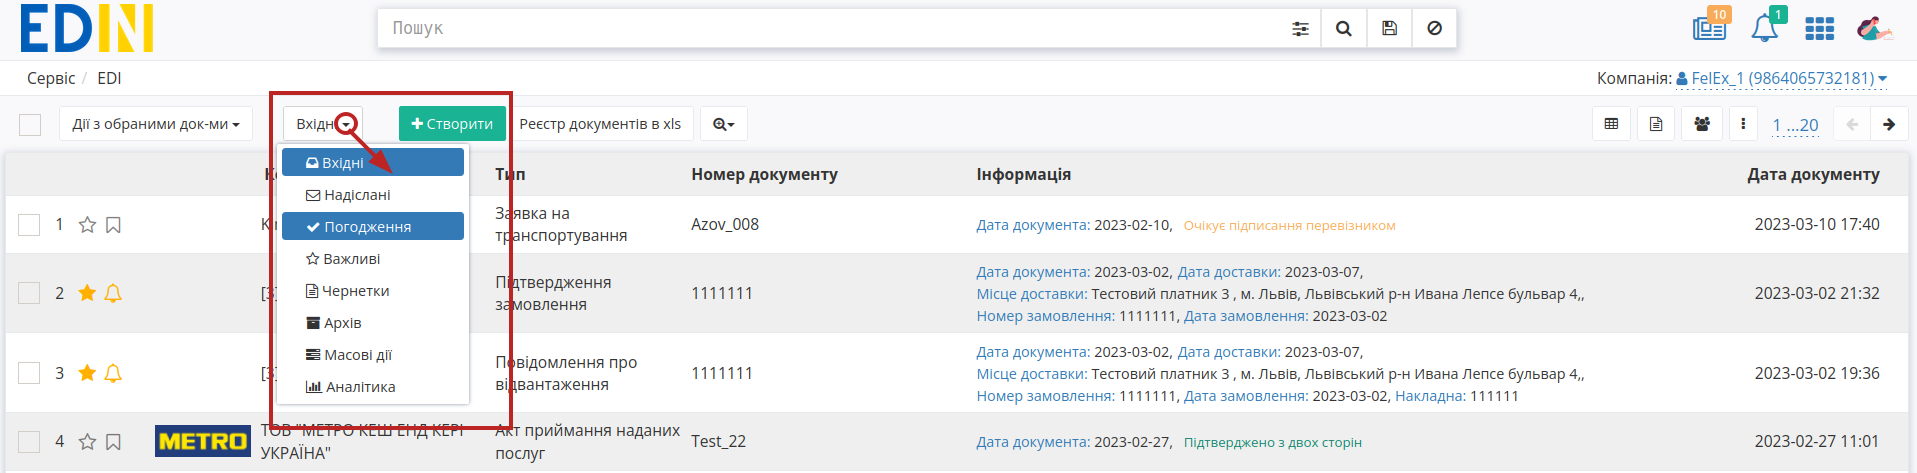 EDIN
Пошук
10
1
Сервіс / EDI
Компанія: FelEx_1 (9864065732181)
Дії з обраними док-ми
+ Створити
Реєстр документів в xls
1 ...20
Вхідні
Надіслані
Погодження
Важливі
Чернетки
Архів
Масові дії
Аналітика
Тип Номер документу Інформація Дата документу
1 Заявка на транспортування Azov_008 Дата документа: 2023-02-10, Очікує підписання перевізником 2023-03-10 17:40
2 Підтвердження замовлення 1111111 Дата документа: 2023-03-02, Дата доставки: 2023-03-07,
Місце доставки: Тестовий платник 3 , м. Львів, Львівський р-н Ивана Лепсе бульвар 4,,
Номер замовлення: 1111111, Дата замовлення: 2023-03-02
2023-03-02 21:32
3 Повідомлення про відвантаження 1111111 Дата документа: 2023-03-02, Дата доставки: 2023-03-07,
Місце доставки: Тестовий платник 3 , м. Львів, Львівський р-н Ивана Лепсе бульвар 4,,
Номер замовлення: 1111111, Дата замовлення: 2023-03-02, Накладна: 111111
2023-03-02 19:36
4 METRO ТОВ "МЕТРО КЕШ ЕНД КЕРІ УКРАЇНА" Акт приймання наданих послуг Test_22 Дата документа: 2023-02-27, Підтверджено з двох сторін 2023-02-27 11:01